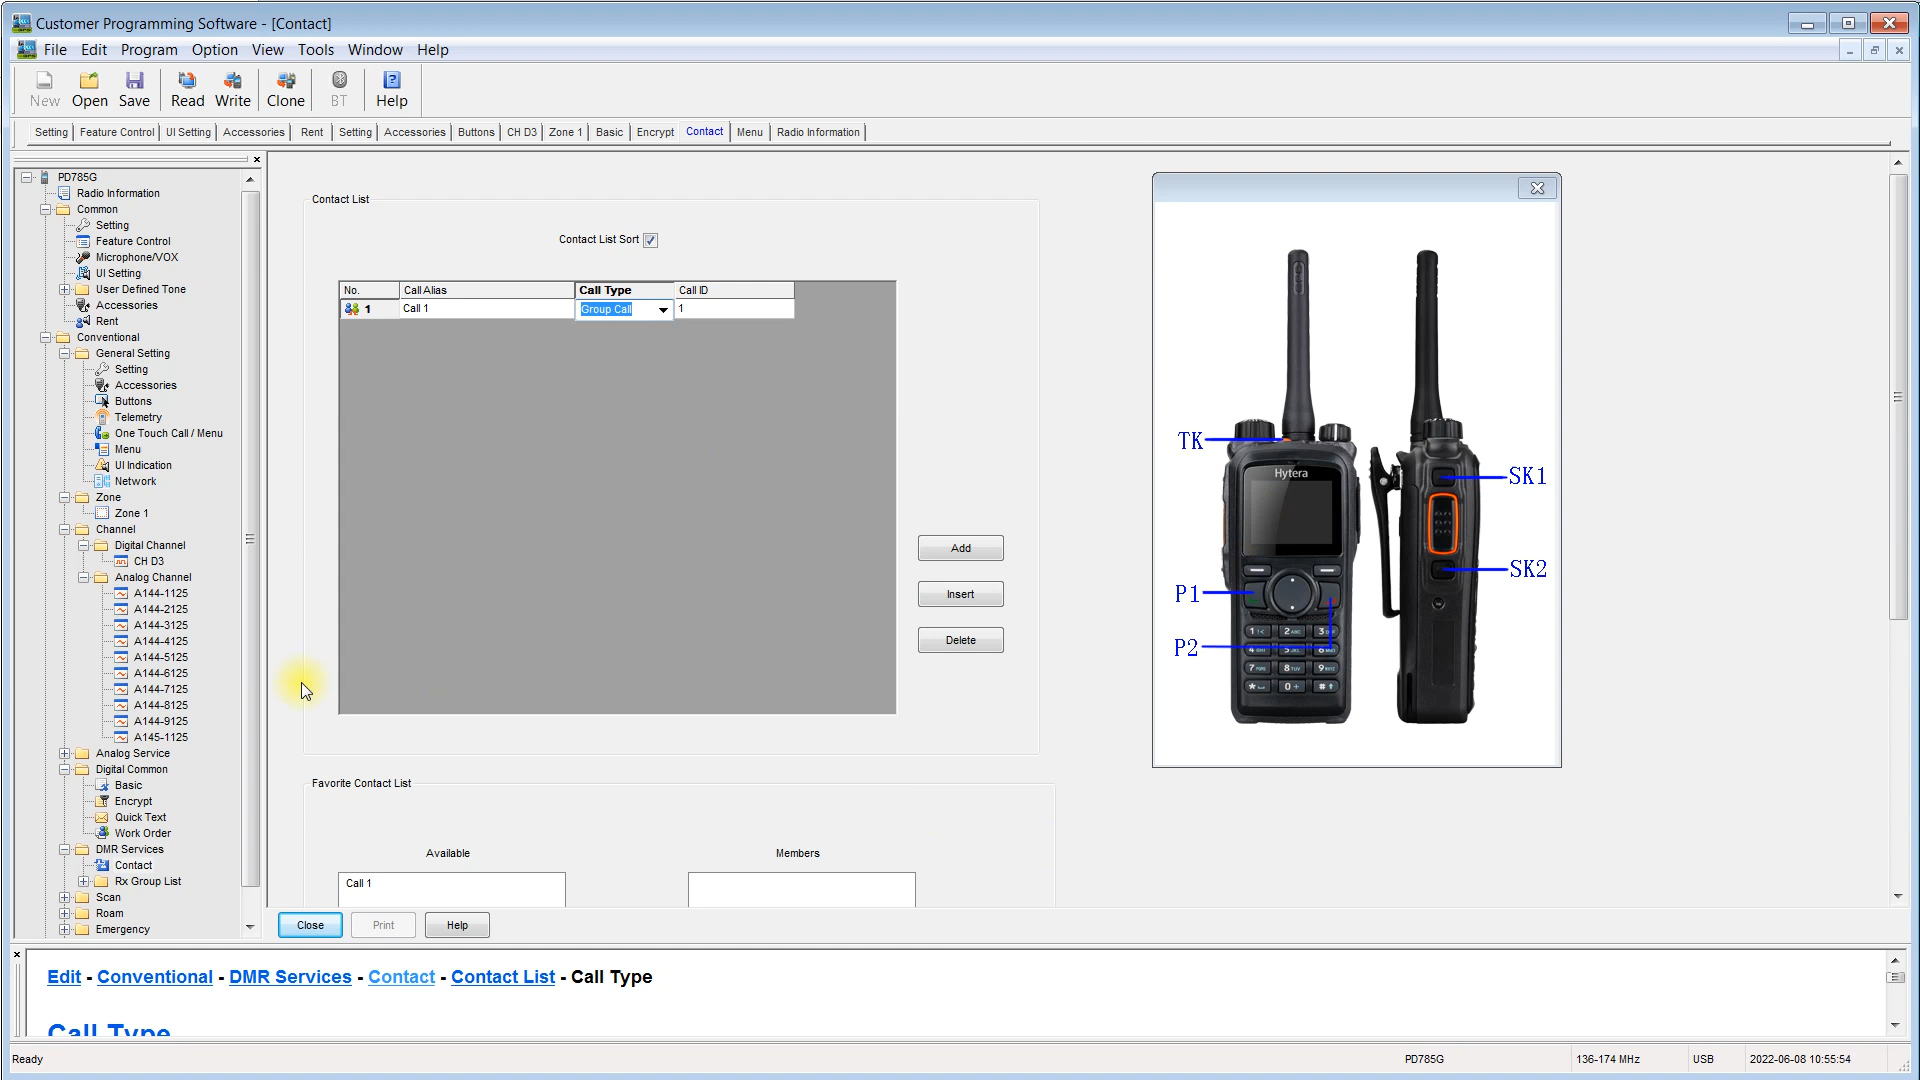 Customer Programming Software - [Contact]
File Edit Program Option View Tools Window Help
New Open Save Read Write Clone BT Help
Setting Feature Control UI Setting Accessories Rent Setting Accessories Buttons CH D3 Zone 1 Basic Encrypt Contact Menu Radio Information
PD785G
Radio Information
Common
Setting
Feature Control
Microphone/VOX
UI Setting
User Defined Tone
Accessories
Rent
Conventional
General Setting
Setting
Accessories
Buttons
Telemetry
One Touch Call / Menu
Menu
UI Indication
Network
Zone
Zone 1
Channel
Digital Channel
CH D3
Analog Channel
A144-1125
A144-2125
A144-3125
A144-4125
A144-5125
A144-6125
A144-7125
A144-8125
A144-9125
A145-1125
Analog Service
Digital Common
Basic
Encrypt
Quick Text
Work Order
DMR Services
Contact
Rx Group List
Scan
Roam
Emergency
Contact List
Contact List Sort
No. Call Alias Call Type Call ID
1 Call 1 Group Call 1
Add
Insert
Delete
Favorite Contact List
Available Members
Call 1
Close Print Help
TK
Hytera
SK1
SK2
P1
P2
Edit - Conventional - DMR Services - Contact - Contact List - Call Type
Call Type
Ready PD785G 136-174 MHz USB 2022-06-08 10:55:54